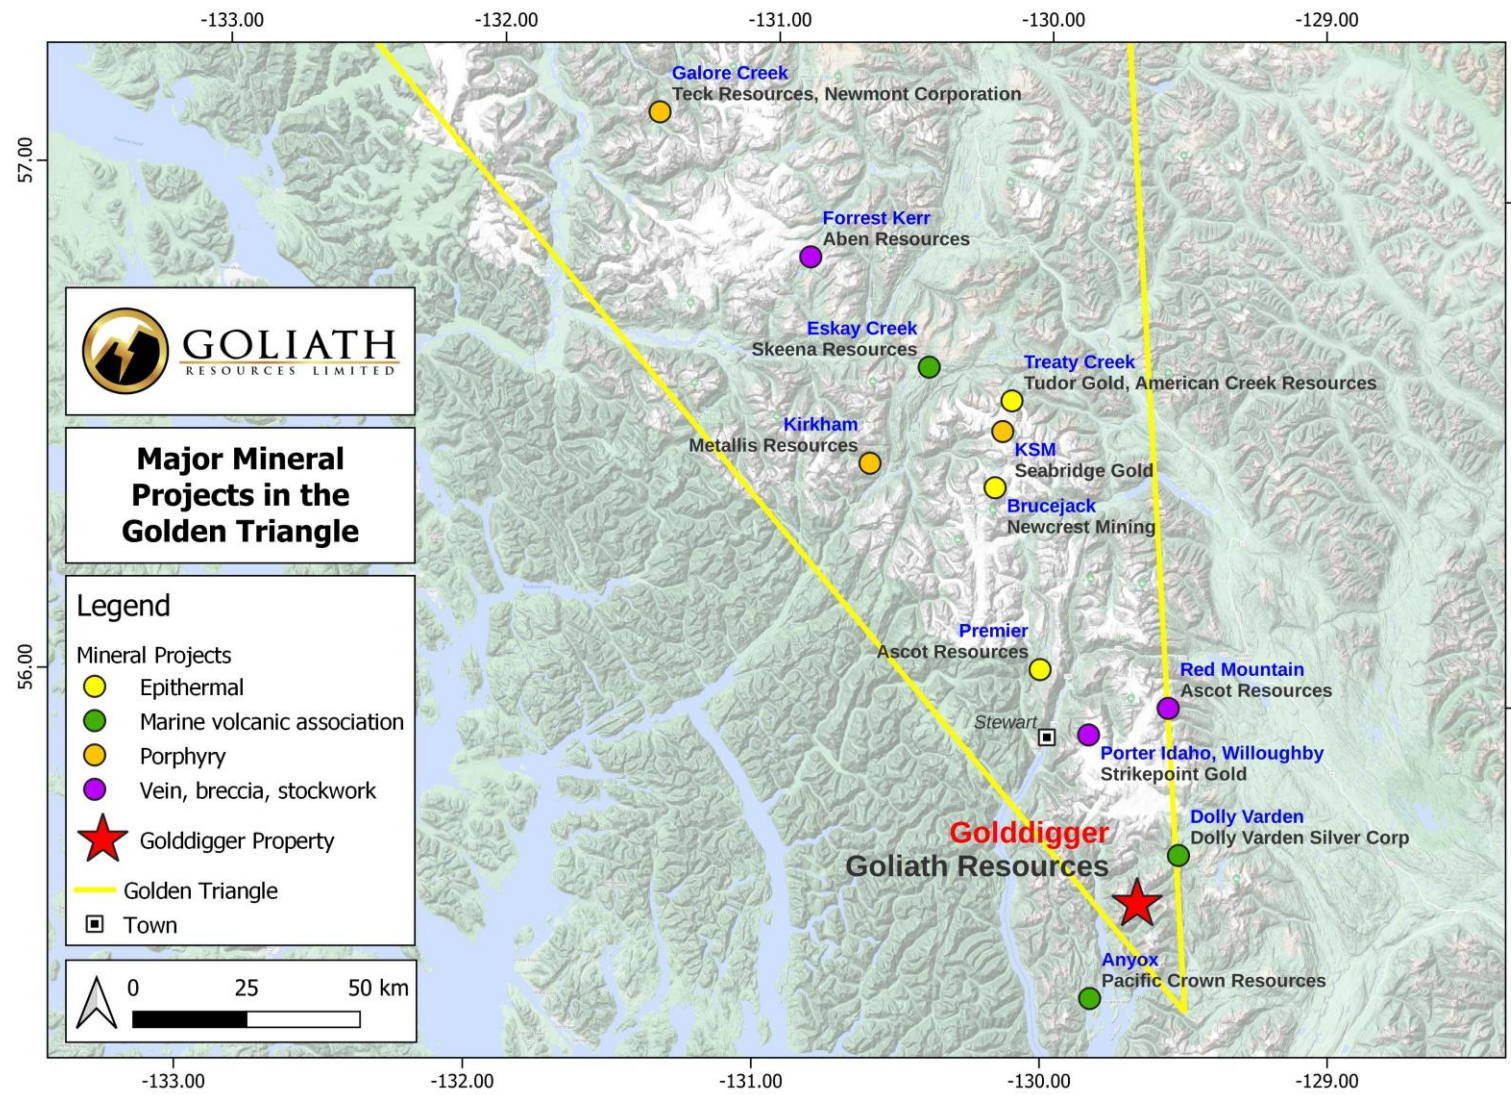 -133.00 -132.00 -131.00 -130.00 -129.00
57.00
56.00
Galore Creek
Teck Resources, Newmont Corporation
Forrest Kerr
Aben Resources
Eskay Creek
Skeena Resources
Treaty Creek
Tudor Gold, American Creek Resources
Kirkham
Metallis Resources
KSM
Seabridge Gold
Brucejack
Newcrest Mining
Premier
Ascot Resources
Red Mountain
Ascot Resources
Stewart
Porter Idaho, Willoughby
Strikepoint Gold
Dolly Varden
Dolly Varden Silver Corp
Golddigger
Goliath Resources
Anyox
Pacific Crown Resources
GOLIATH
RESOURCES LIMITED
Major Mineral
Projects in the
Golden Triangle
Legend
Mineral Projects
Epithermal
Marine volcanic association
Porphyry
Vein, breccia, stockwork
Golddigger Property
Golden Triangle
Town
0 25 50 km
-133.00 -132.00 -131.00 -130.00 -129.00